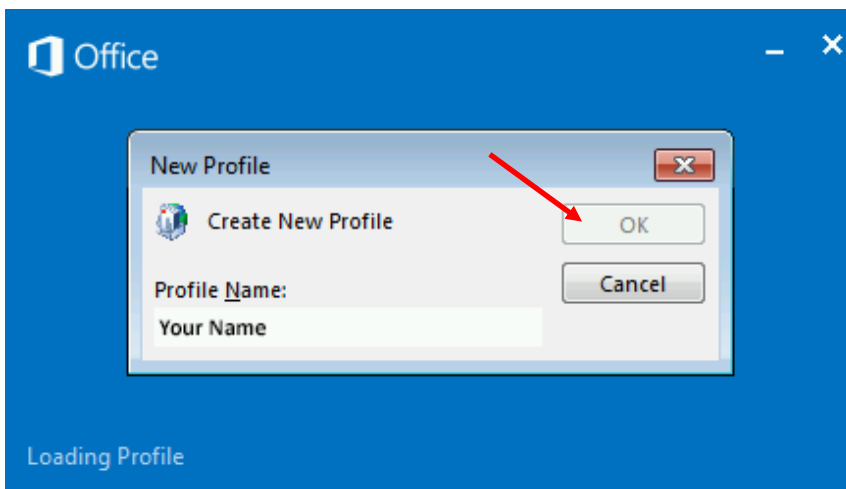 Office
New Profile
Create New Profile
OK
Profile Name:
Cancel
Your Name
Loading Profile